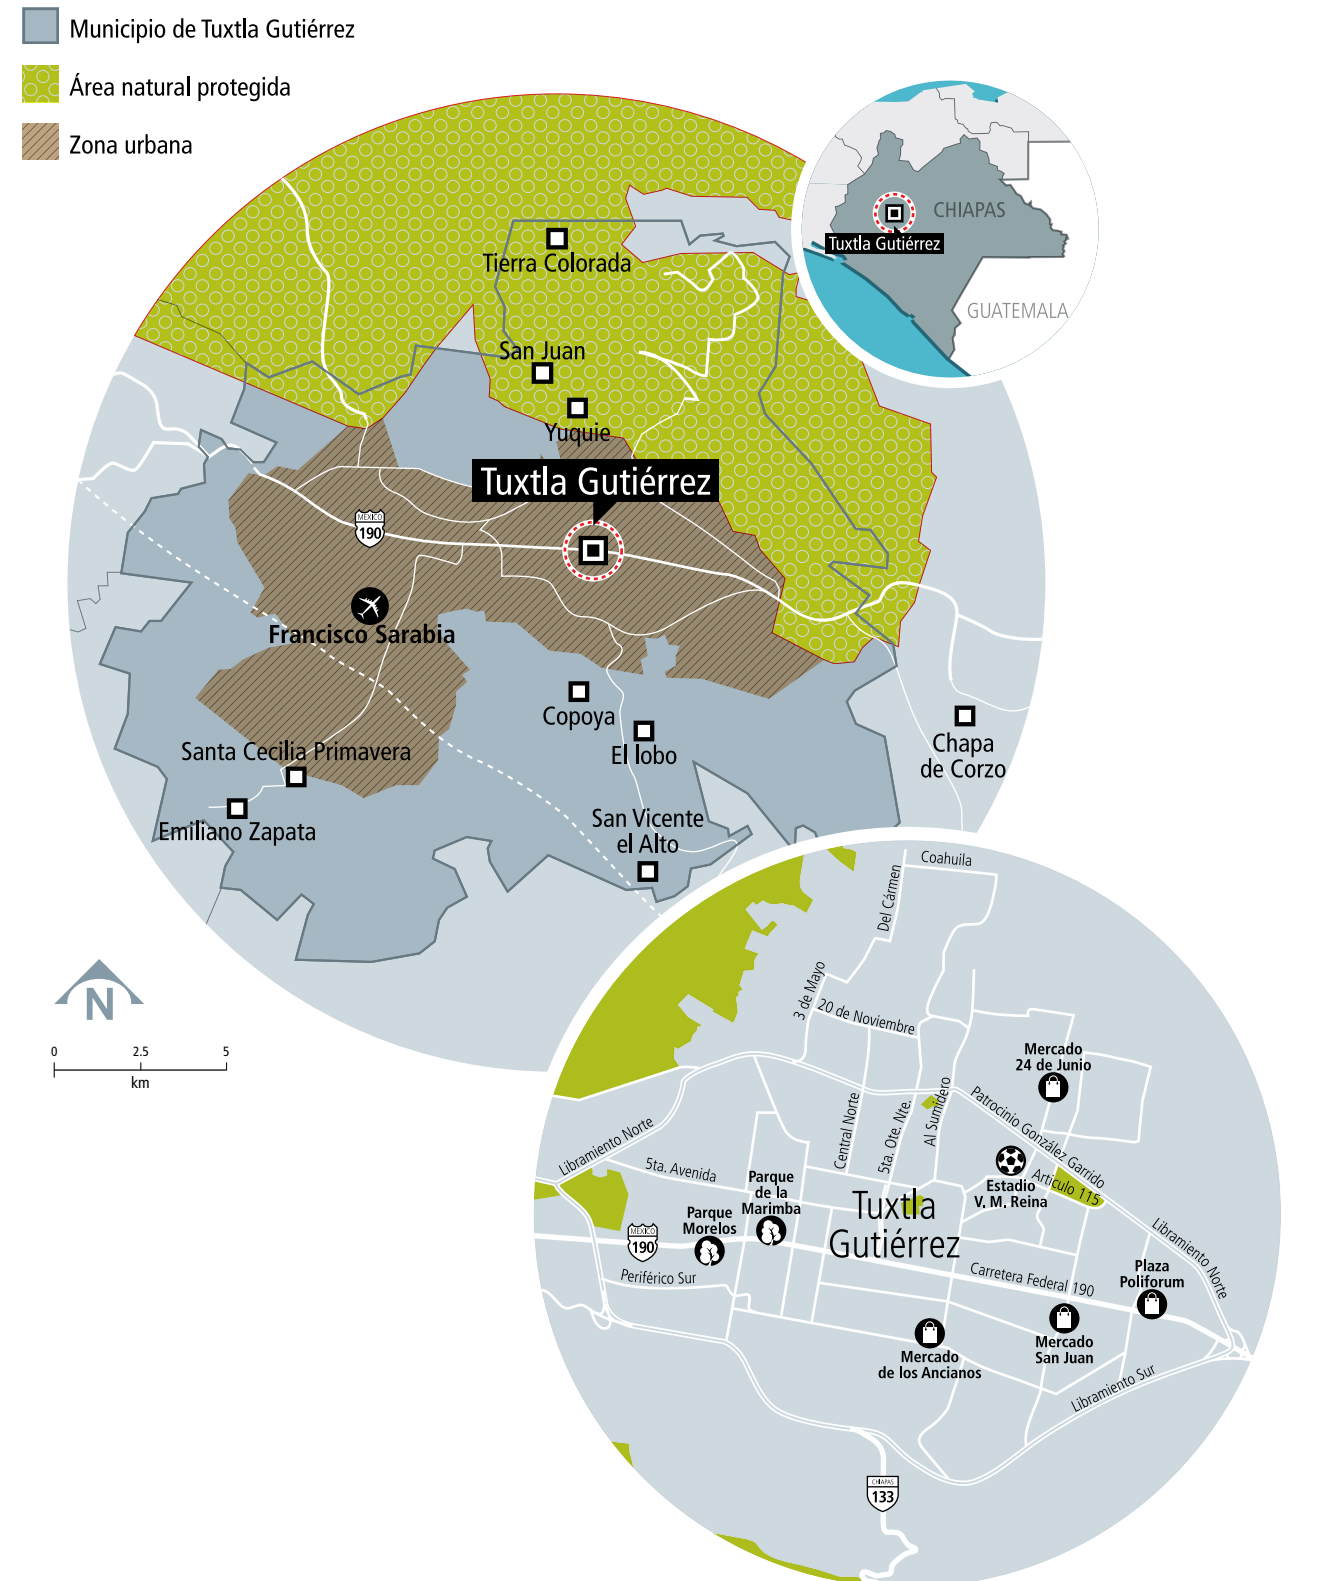 Municipio de Tuxtla Gutiérrez
Área natural protegida
Zona urbana
CHIAPAS
Tuxtla Gutiérrez
GUATEMALA
Tierra Colorada
San Juan
Yuquie
Tuxtla Gutiérrez
MEXICO
190
Francisco Sarabia
Copoya
El lobo
Chapa
de Corzo
Santa Cecilia Primavera
Emiliano Zapata
San Vicente
el Alto
N
0 2.5 5
km
Coahuila
Del Cármen
3 de Mayo
20 de Noviembre
Mercado
24 de Junio
Patrocinio González Garrido
Al Sumidero
5ta. Ote. Nte.
Central Norte
Libramiento Norte
5ta. Avenida
Parque
de la
Marimba
Parque
Morelos
Estadio
V. M. Reina
Artículo 115
Tuxtla
Gutiérrez
MEXICO
190
Periférico Sur
Carretera Federal 190
Libramiento Norte
Plaza
Poliforum
Mercado
San Juan
Mercado
de los Ancianos
Libramiento Sur
CHIAPAS
133